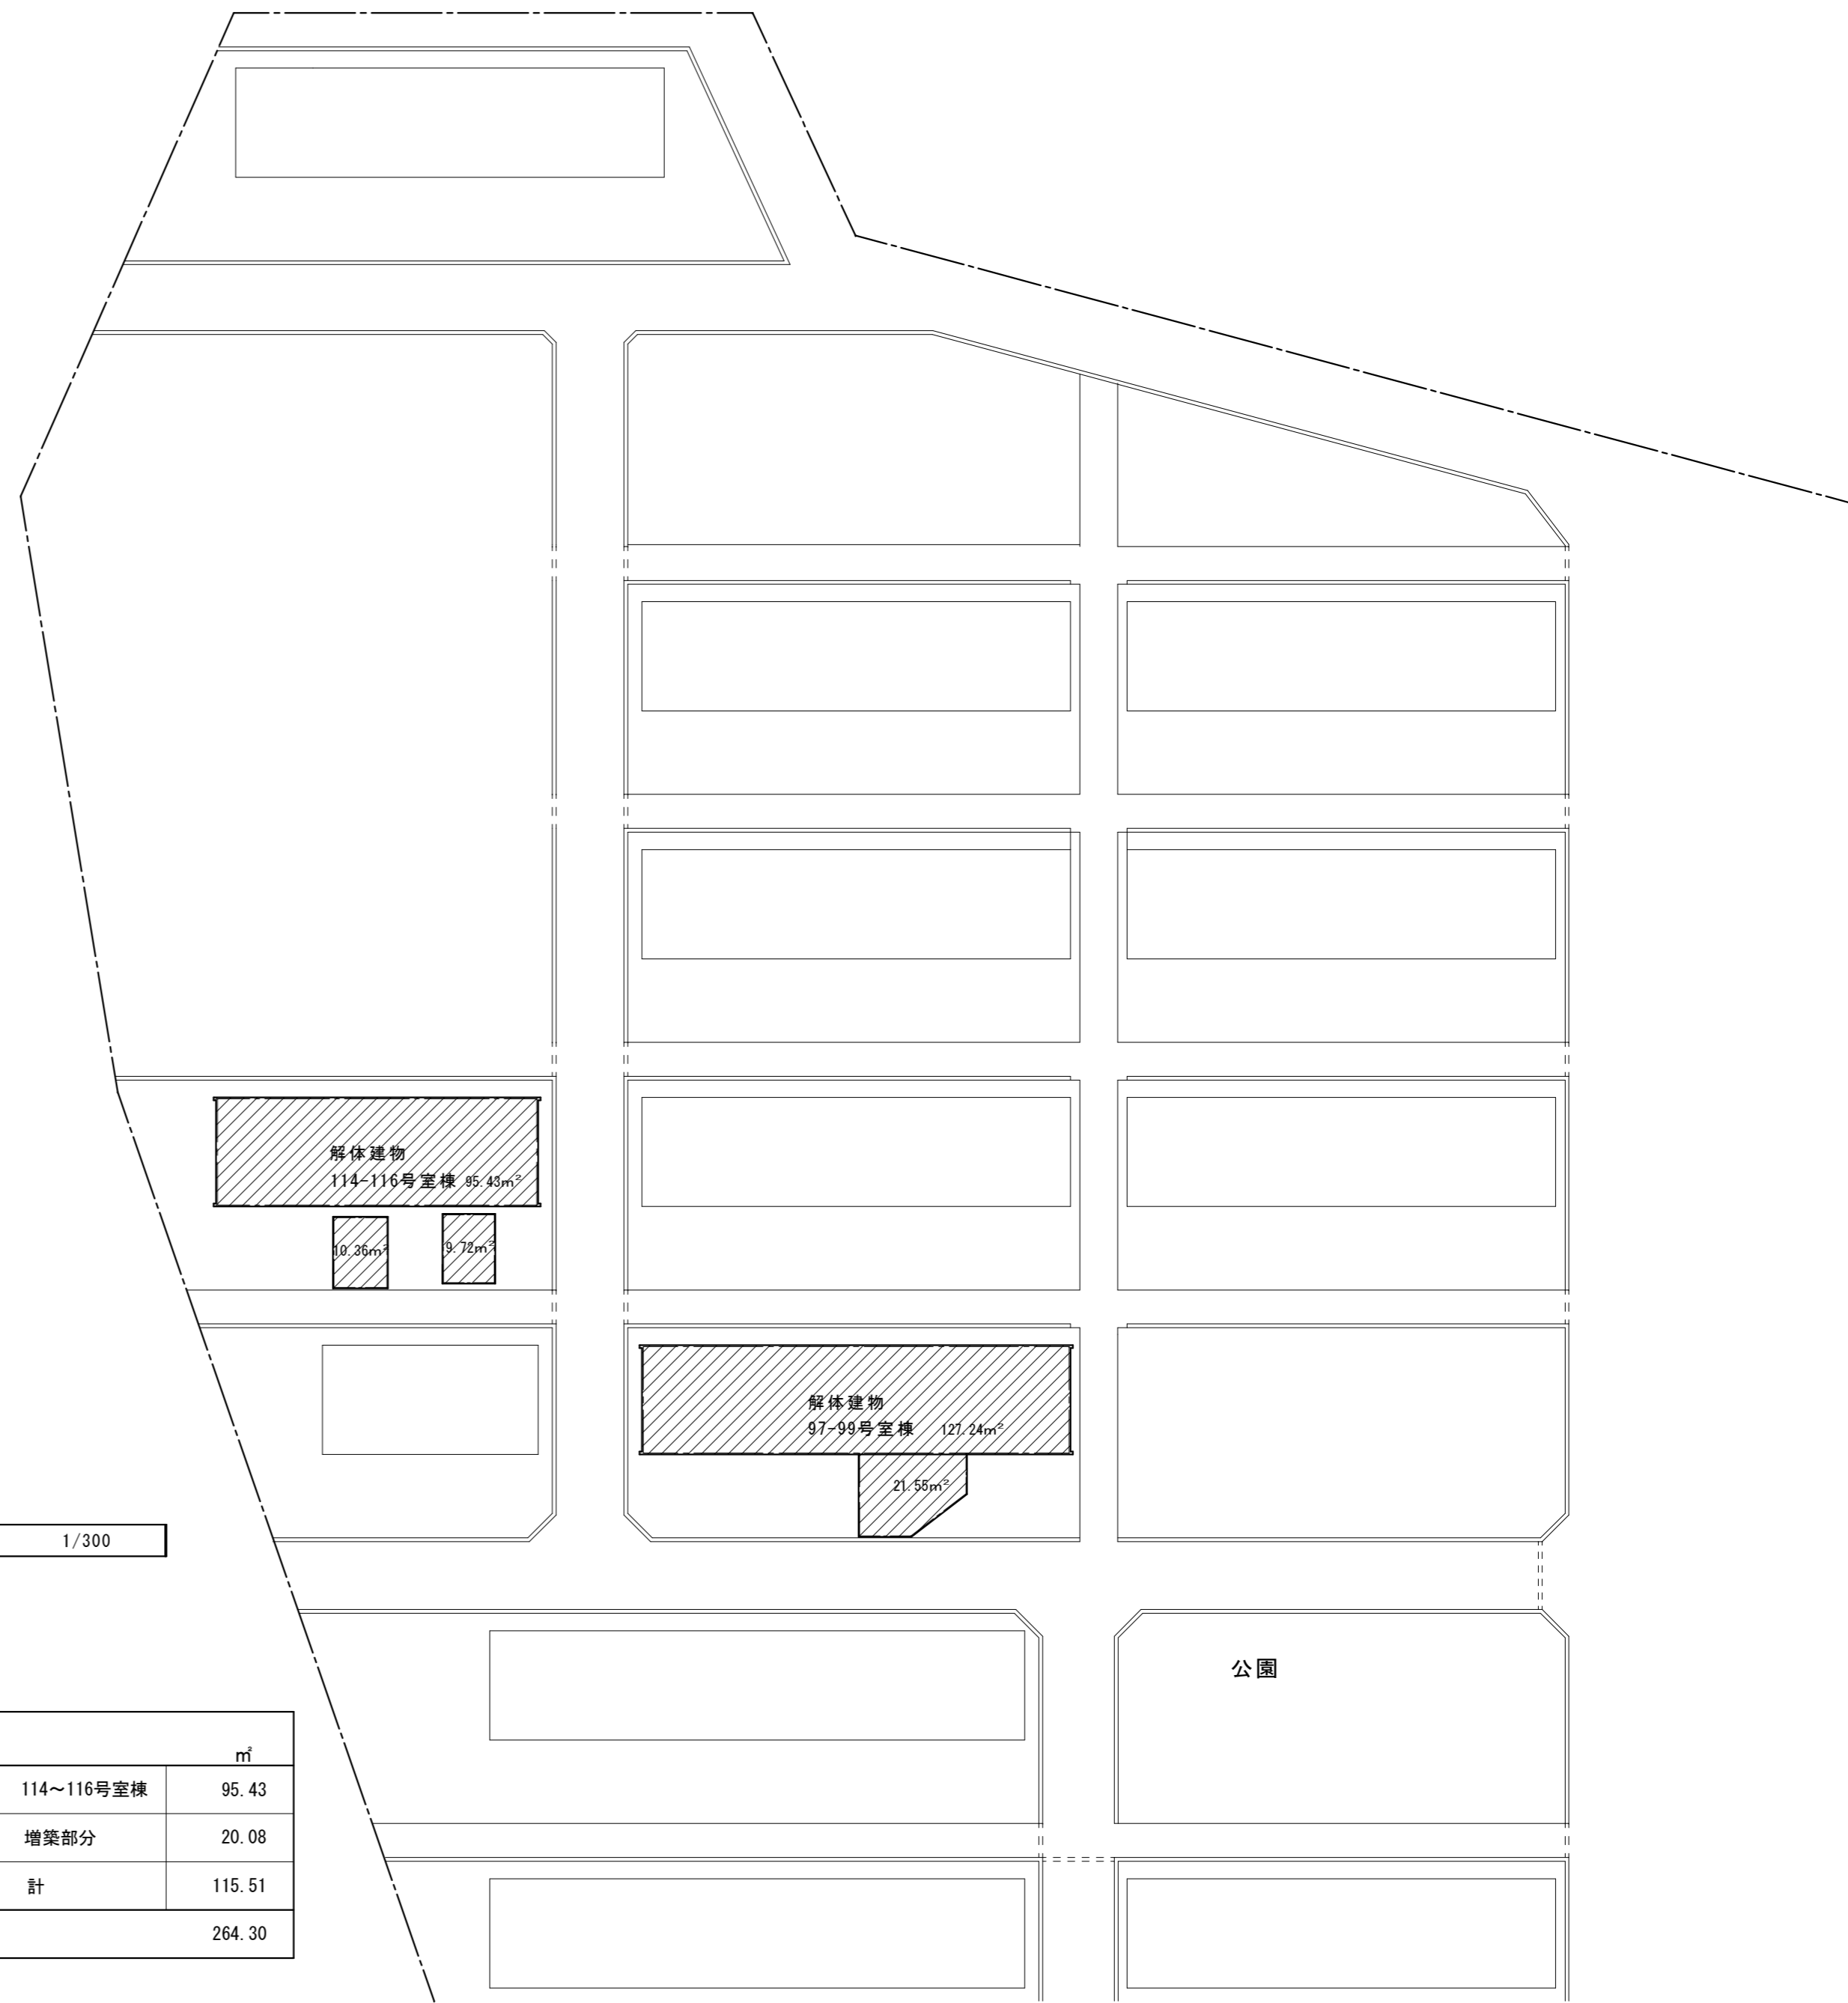 解体建物
114-116号室棟 95.43m²
10.36m²
9.72m²
解体建物
97-99号室棟 127.24m²
21.55m²
1/300
公園
㎡
114～116号室棟 95.43
増築部分 20.08
計 115.51
264.30